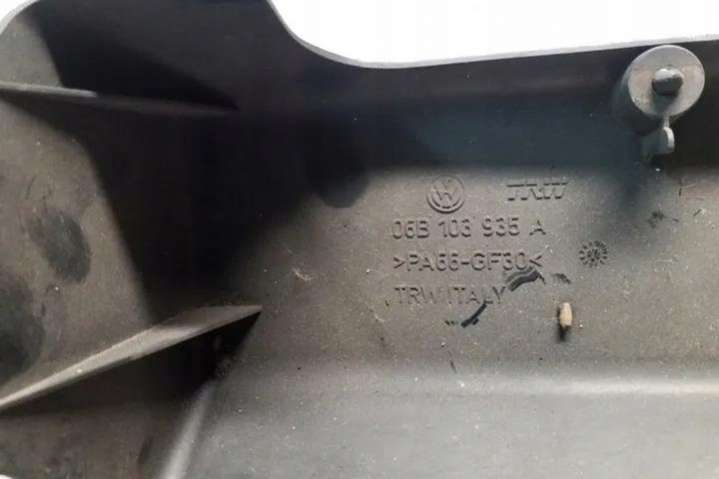 TRW
06B 103 935 A
>PA66-GF30<
TRW ITALY